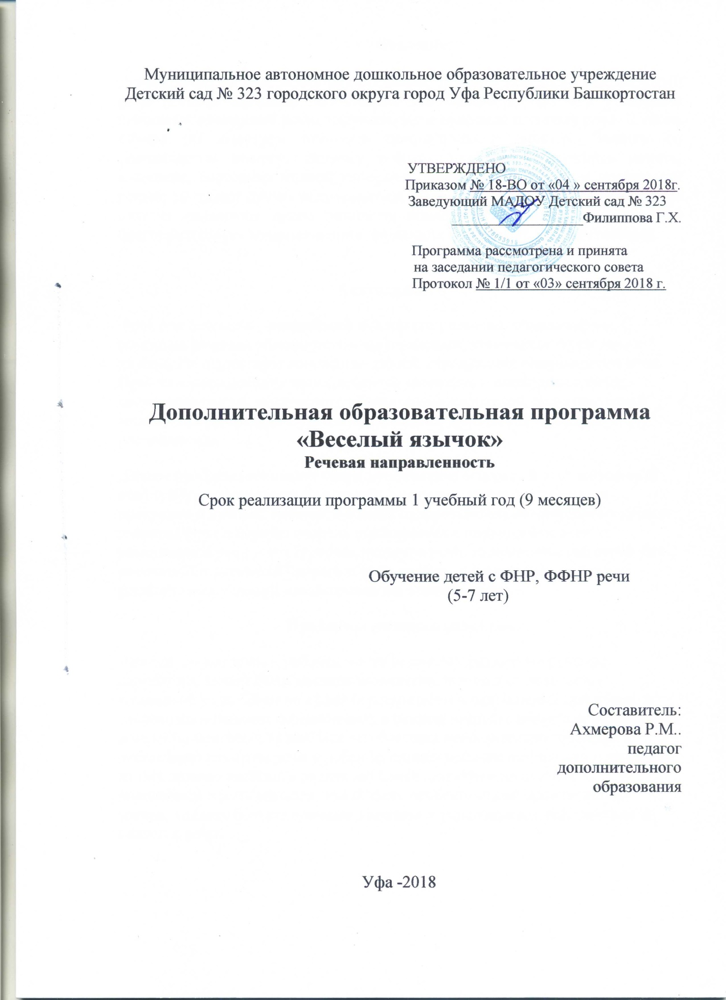 Муниципальное автономное дошкольное образовательное учреждение
Детский сад № 323 городского округа город Уфа Республики Башкортостан
УТВЕРЖДЕНО
Приказом № 18-ВО от «04 » сентября 2018г.
Заведующий МАДОУ Детский сад № 323
Филиппова Г.Х.
Программа рассмотрена и принята
на заседании педагогического совета
Протокол № 1/1 от «03» сентября 2018 г.
Дополнительная образовательная программа
«Веселый язычок»
Речевая направленность
Срок реализации программы 1 учебный год (9 месяцев)
Обучение детей с ФНР, ФФНР речи
(5-7 лет)
Составитель:
Ахмерова Р.М..
педагог
дополнительного
образования
Уфа -2018